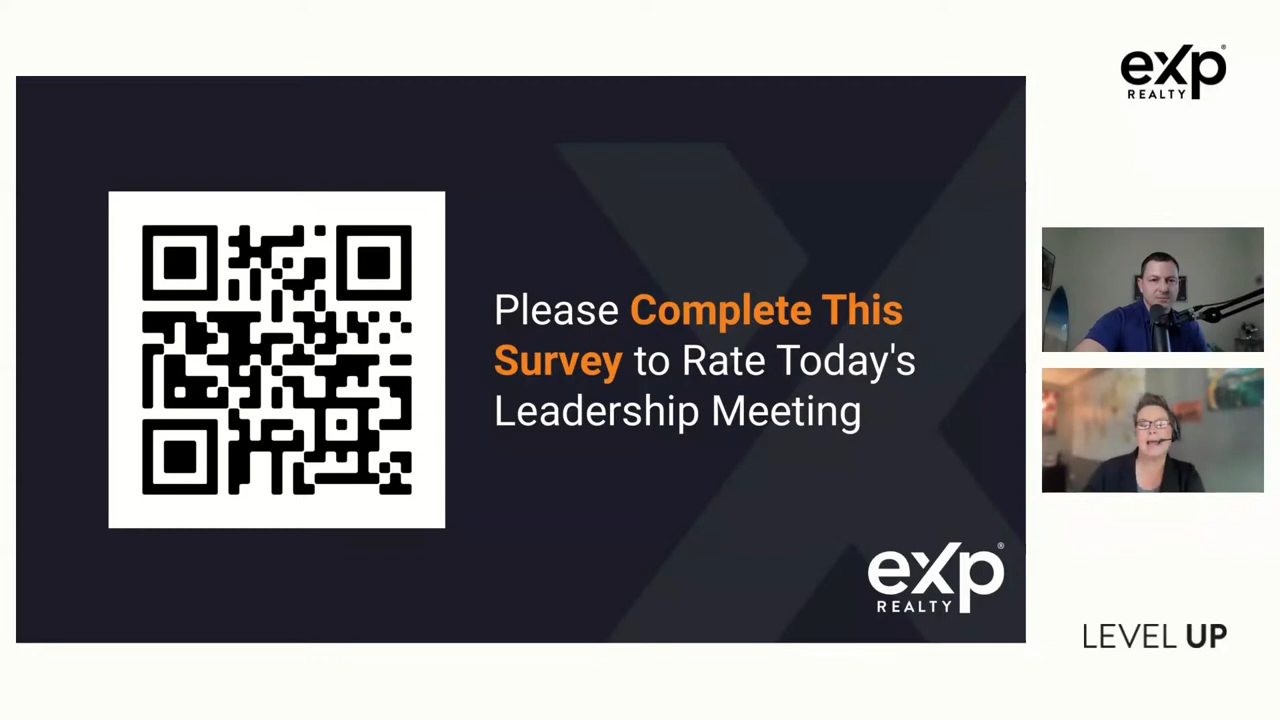 eXp®
REALTY
Please Complete This
Survey to Rate Today's
Leadership Meeting
eXp®
REALTY
LEVEL UP